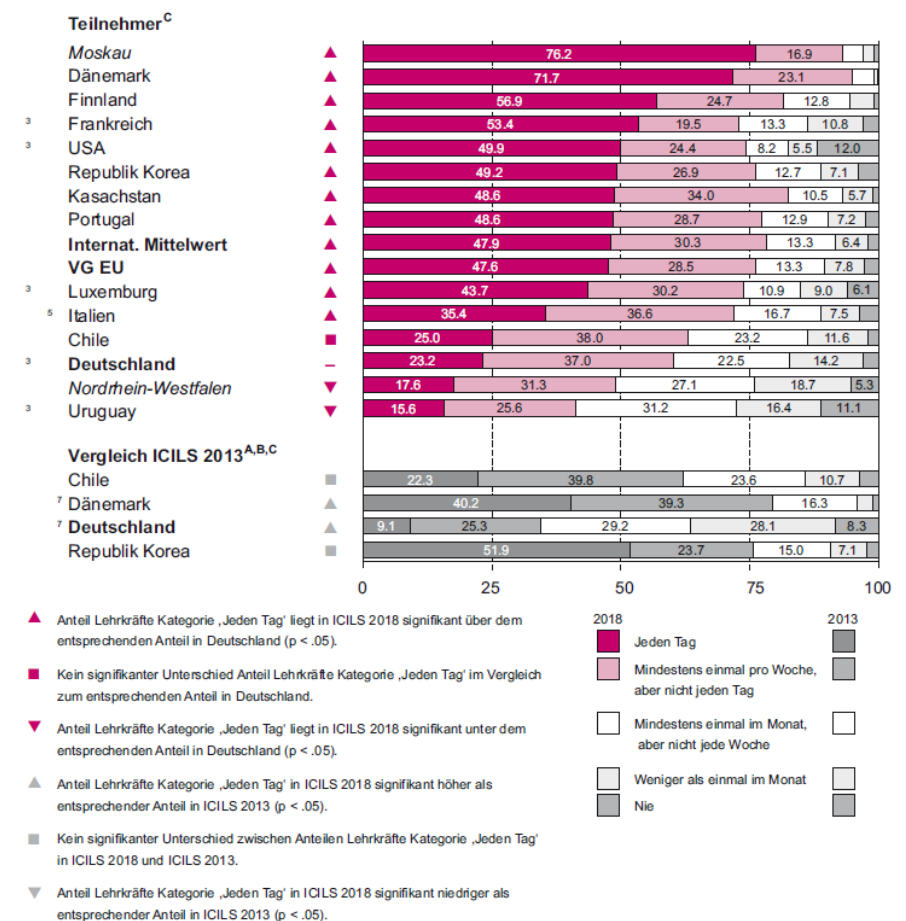 Teilnehmer C
Moskau ▲ 76.2 16.9
Dänemark ▲ 71.7 23.1
Finnland ▲ 56.9 24.7 12.8
3 Frankreich ▲ 53.4 19.5 13.3 10.8
3 USA ▲ 49.9 24.4 8.2 5.5 12.0
Republik Korea ▲ 49.2 26.9 12.7 7.1
Kasachstan ▲ 48.6 34.0 10.5 5.7
Portugal ▲ 48.6 28.7 12.9 7.2
Internat. Mittelwert ▲ 47.9 30.3 13.3 6.4
VG EU ▲ 47.6 28.5 13.3 7.8
3 Luxemburg ▲ 43.7 30.2 10.9 9.0 6.1
5 Italien ▲ 35.4 36.6 16.7 7.5
Chile ■ 25.0 38.0 23.2 11.6
3 Deutschland – 23.2 37.0 22.5 14.2
Nordrhein-Westfalen ▼ 17.6 31.3 27.1 18.7 5.3
3 Uruguay ▼ 15.6 25.6 31.2 16.4 11.1
Vergleich ICILS 2013 A,B,C
Chile ■ 22.3 39.8 23.6 10.7
7 Dänemark ▲ 40.2 39.3 16.3
7 Deutschland ▲ 9.1 25.3 29.2 28.1 8.3
Republik Korea ■ 51.9 23.7 15.0 7.1
0 25 50 75 100
▲ Anteil Lehrkräfte Kategorie ‚Jeden Tag' liegt in ICILS 2018 signifikant über dem
entsprechenden Anteil in Deutschland (p < .05).
■ Kein signifikanter Unterschied Anteil Lehrkräfte Kategorie ‚Jeden Tag' im Vergleich
zum entsprechenden Anteil in Deutschland.
▼ Anteil Lehrkräfte Kategorie ‚Jeden Tag' liegt in ICILS 2018 signifikant unter dem
entsprechenden Anteil in Deutschland (p < .05).
▲ Anteil Lehrkräfte Kategorie ‚Jeden Tag' in ICILS 2018 signifikant höher als
entsprechender Anteil in ICILS 2013 (p < .05).
■ Kein signifikanter Unterschied zwischen Anteilen Lehrkräfte Kategorie ‚Jeden Tag'
in ICILS 2018 und ICILS 2013.
▼ Anteil Lehrkräfte Kategorie ‚Jeden Tag' in ICILS 2018 signifikant niedriger als
entsprechender Anteil in ICILS 2013 (p < .05).
2018 2013
Jeden Tag
Mindestens einmal pro Woche,
aber nicht jeden Tag
Mindestens einmal im Monat,
aber nicht jede Woche
Weniger als einmal im Monat
Nie